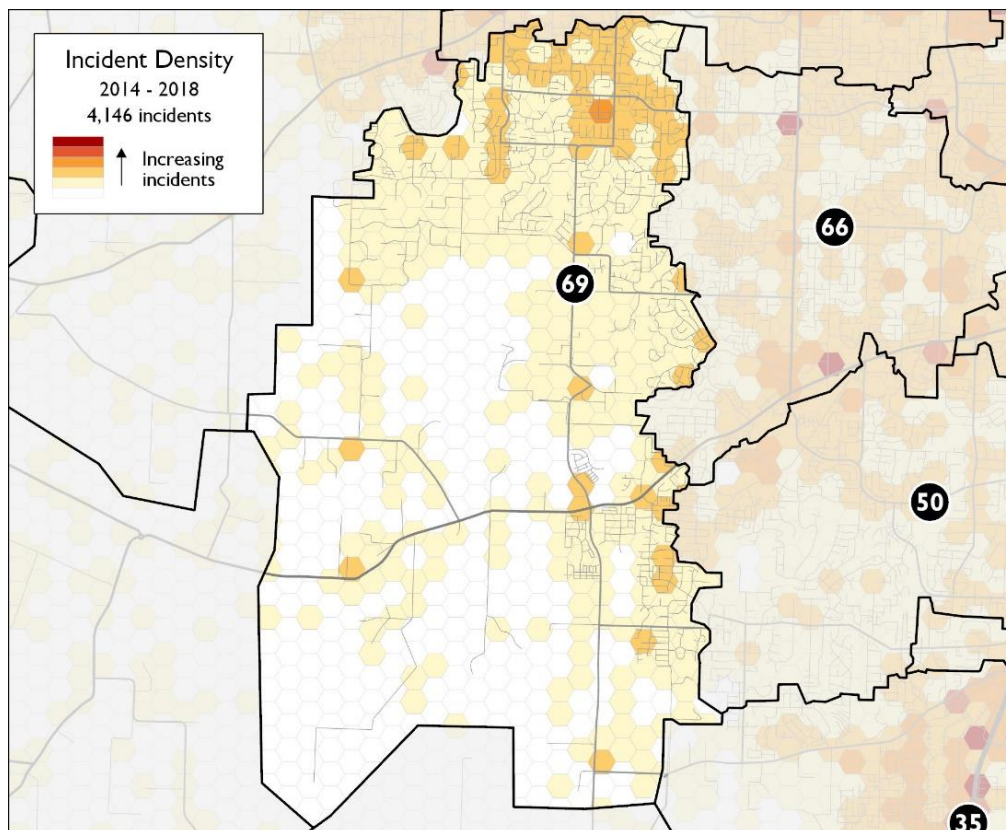 Incident Density
2014 - 2018
4,146 incidents
Increasing
incidents
66
69
50
35